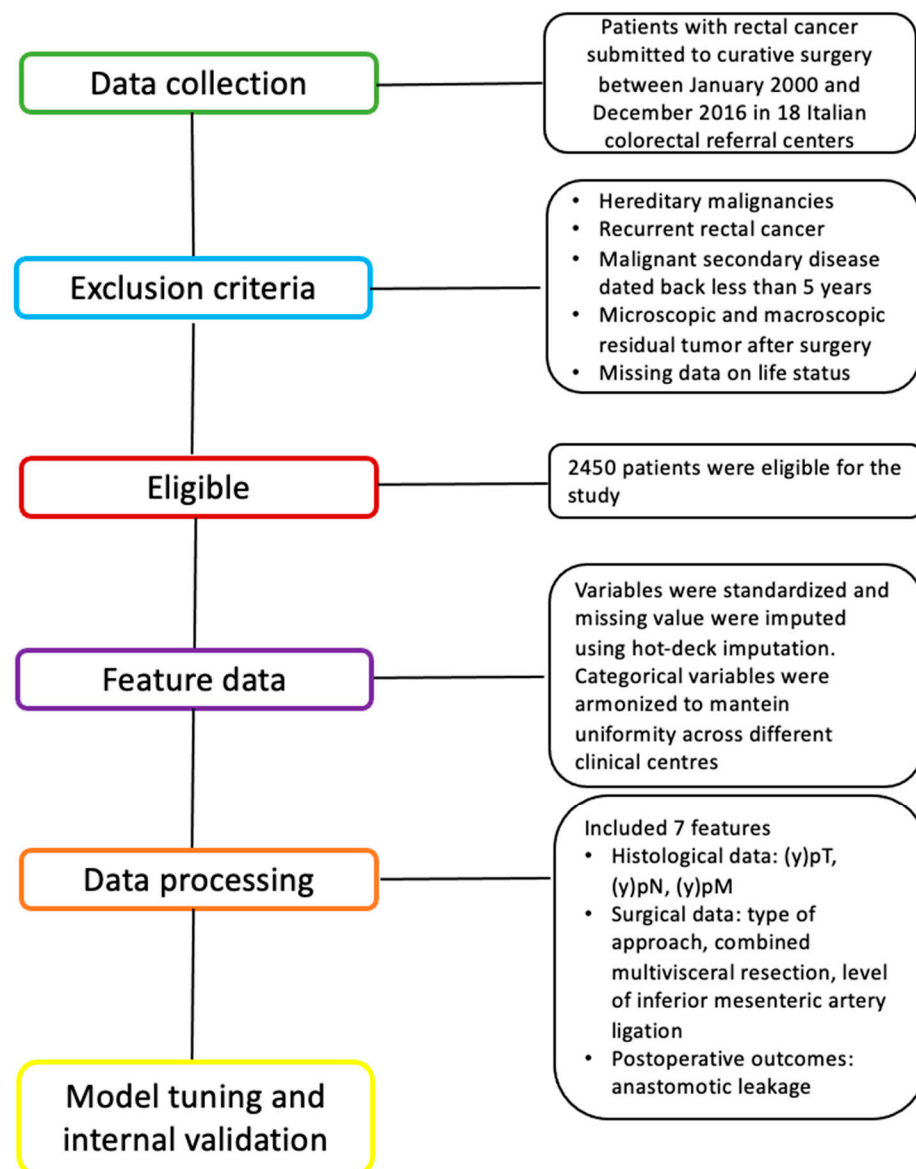 Data collection
Patients with rectal cancer
submitted to curative surgery
between January 2000 and
December 2016 in 18 Italian
colorectal referral centers
Exclusion criteria
• Hereditary malignancies
• Recurrent rectal cancer
• Malignant secondary disease
dated back less than 5 years
• Microscopic and macroscopic
residual tumor after surgery
• Missing data on life status
Eligible
2450 patients were eligible for the
study
Feature data
Variables were standardized and
missing value were imputed
using hot-deck imputation.
Categorical variables were
armonized to mantein
uniformity across different
clinical centres
Data processing
Included 7 features
• Histological data: (y)pT,
(y)pN, (y)pM
• Surgical data: type of
approach, combined
multivisceral resection, level
of inferior mesenteric artery
ligation
• Postoperative outcomes:
anastomotic leakage
Model tuning and
internal validation